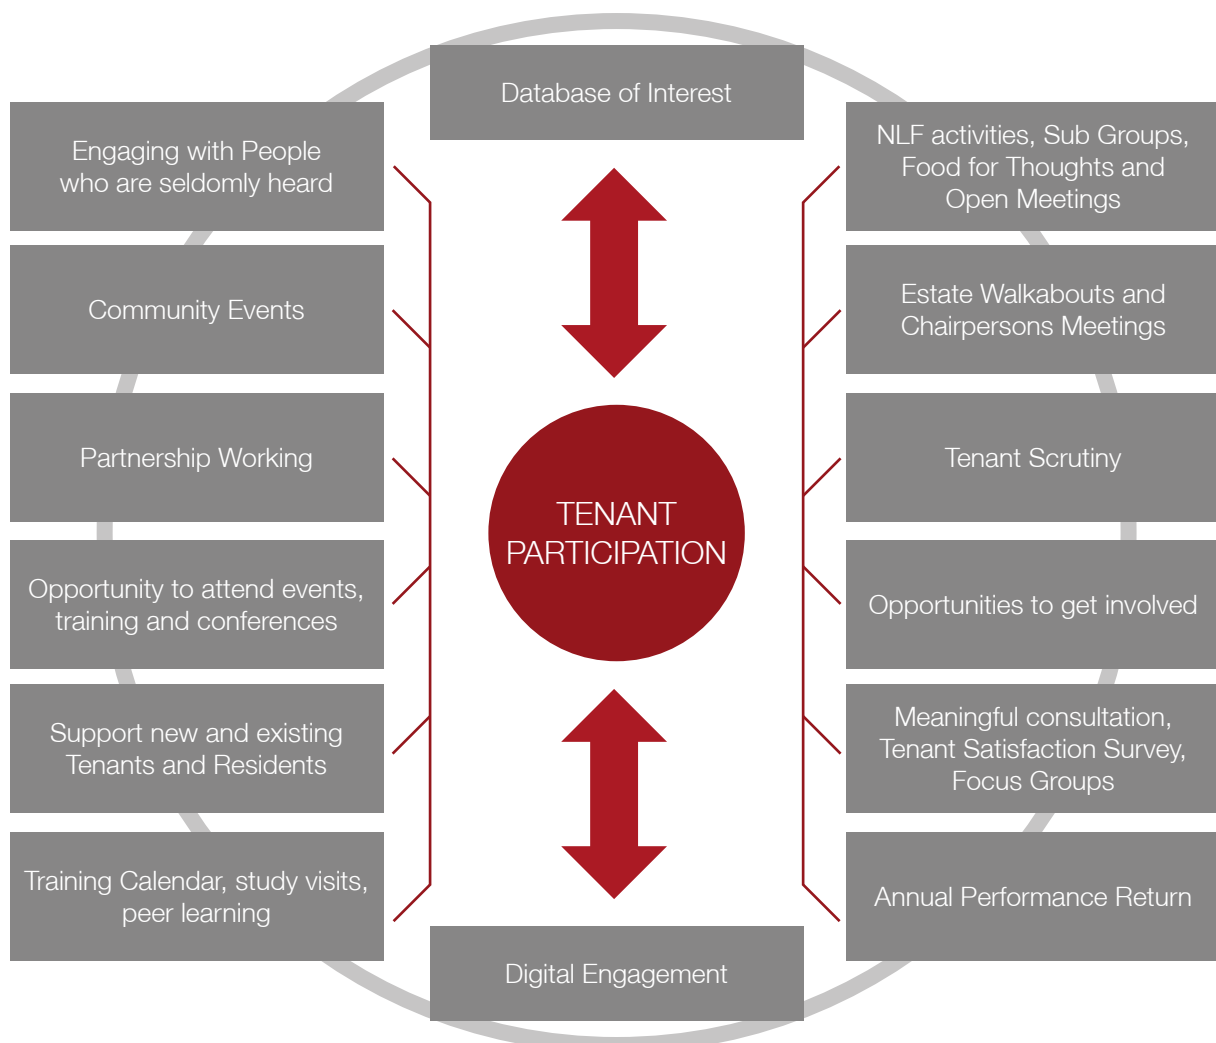 Database of Interest
Engaging with People
who are seldomly heard
Community Events
Partnership Working
Opportunity to attend events,
training and conferences
Support new and existing
Tenants and Residents
Training Calendar, study visits,
peer learning
TENANT
PARTICIPATION
NLF activities, Sub Groups,
Food for Thoughts and
Open Meetings
Estate Walkabouts and
Chairpersons Meetings
Tenant Scrutiny
Opportunities to get involved
Meaningful consultation,
Tenant Satisfaction Survey,
Focus Groups
Annual Performance Return
Digital Engagement